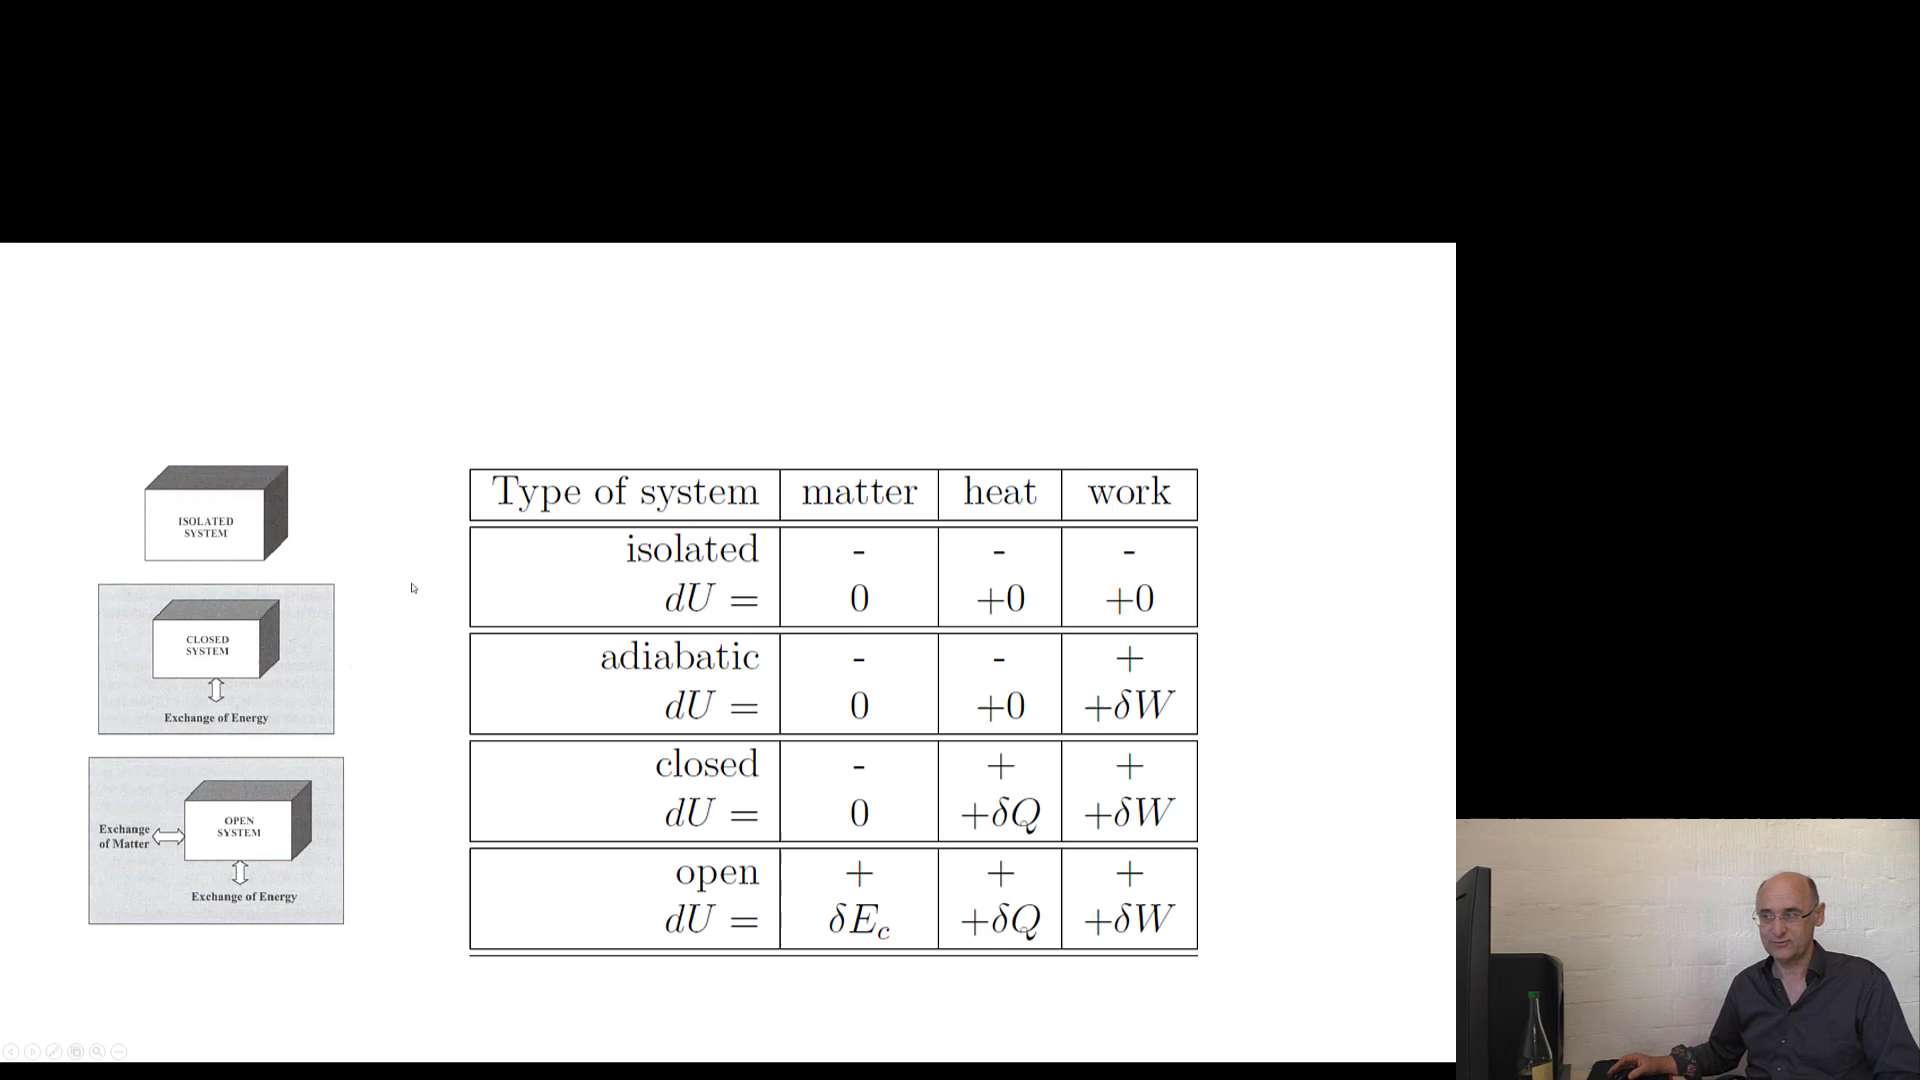 ISOLATED
SYSTEM
CLOSED
SYSTEM
Exchange of Energy
OPEN
SYSTEM
Exchange
of Matter
Exchange of Energy
Type of system matter heat work
isolated - - -
dU = 0 +0 +0
adiabatic - - +
dU = 0 +0 +δW
closed - + +
dU = 0 +δQ +δW
open + + +
dU = δE_c +δQ +δW